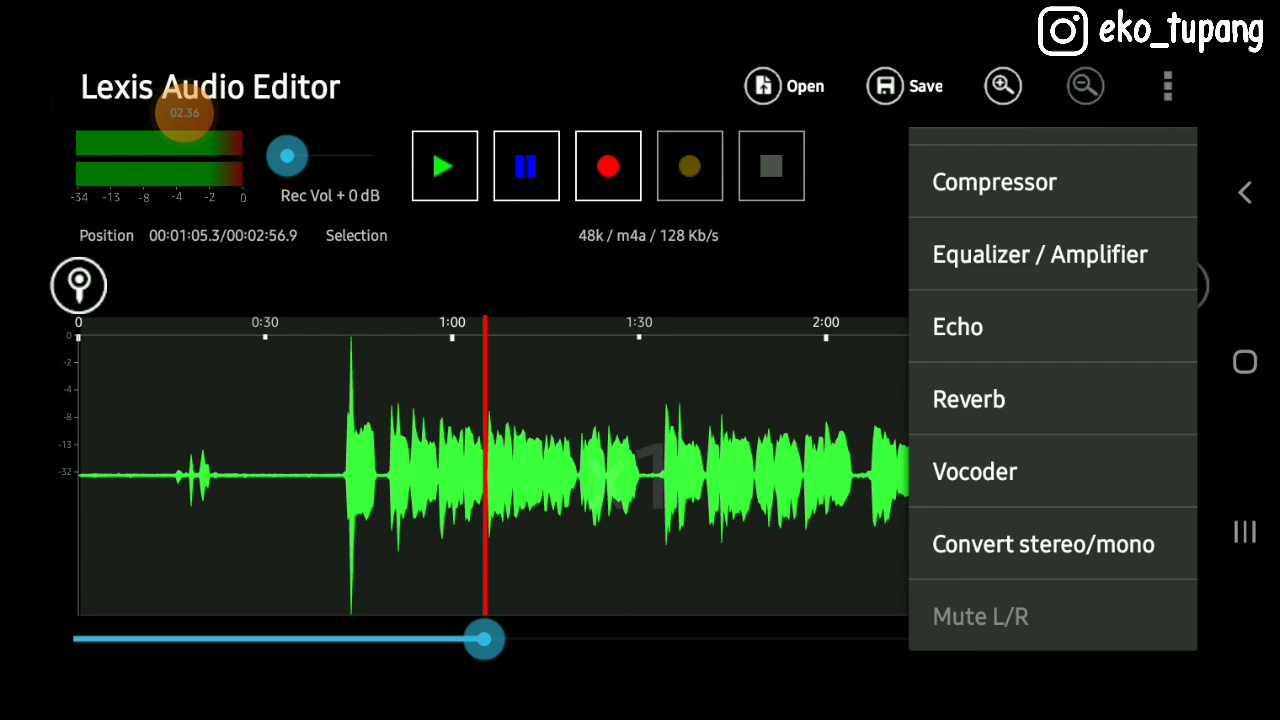 eko_tupang
Lexis Audio Editor
Open
Save
02.36
-34 -13 -8 -4 -2 0
Rec Vol + 0 dB
Position 00:01:05.3/00:02:56.9 Selection
48k / m4a / 128 Kb/s
Compressor
Equalizer / Amplifier
Echo
Reverb
Vocoder
Convert stereo/mono
Mute L/R
0 0:30 1:00 1:30 2:00
0
-2
-4
-8
-13
-32
x1